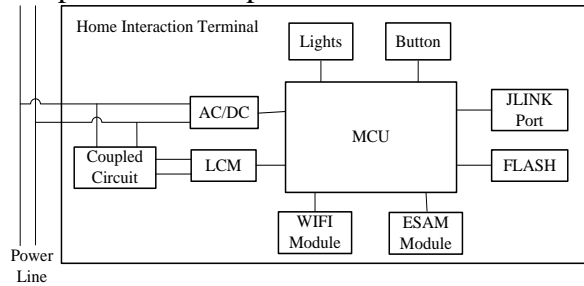 Home Interaction Terminal
Lights
Button
AC/DC
MCU
JLINK
Port
Coupled
Circuit
LCM
FLASH
WIFI
Module
ESAM
Module
Power
Line